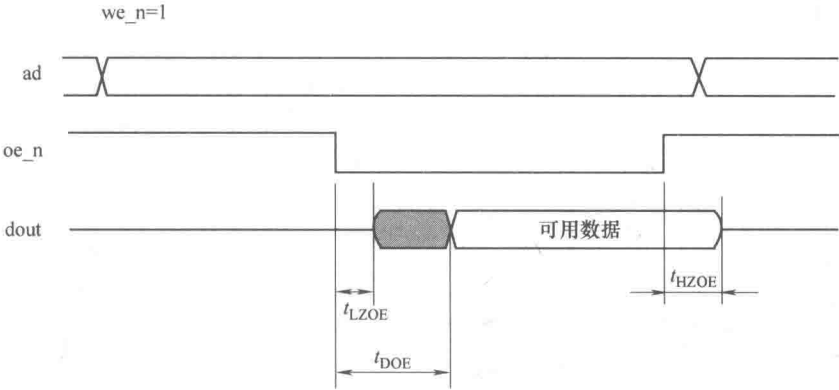 we_n=1
ad
oe_n
dout
可用数据
tLZOE
tHZOE
tDOE